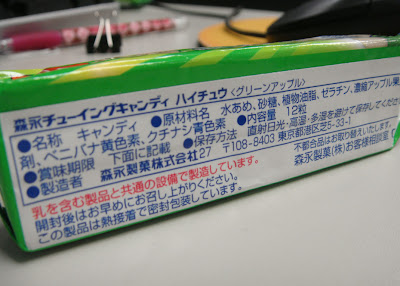 森永チューイングキャンディ ハイチュウ〈グリーンアップル〉
●名称 キャンディ ●原材料名 水あめ、砂糖、植物油脂、ゼラチン、濃縮アップル果
剤、ベニバナ黄色素、クチナシ青色素 ●内容量 12粒
●賞味期限 下面に記載 ●保存方法 直射日光・高温・多湿を避けて保存してくださ
●製造者 森永製菓株式会社27 〒108-8403 東京都港区芝5-33-1
乳を含む製品と共通の設備で製造しています。 不都合品はお取り替えいたします。
開封後はお早めにお召し上がりください。 森永製菓(株)お客様相談室
この製品は熱接着で密封包装しています。